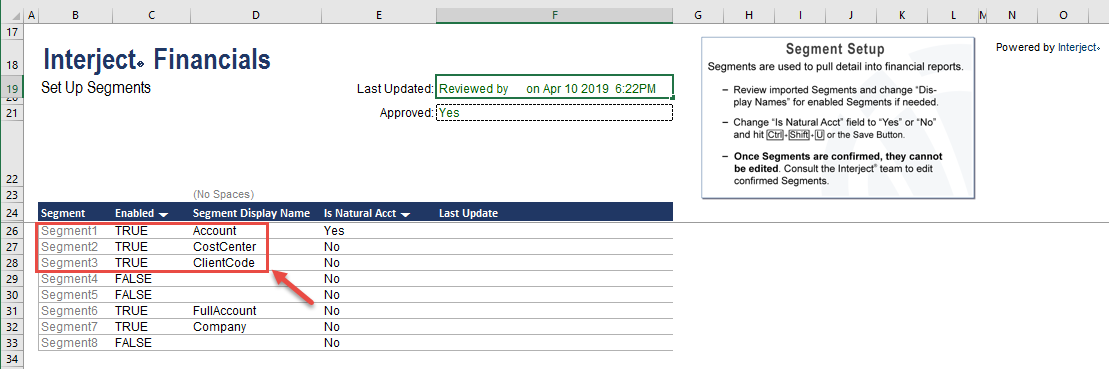 A B C D E F G H I J K L M N O
17
18 Interject Financials
19 Set Up Segments Last Updated: Reviewed by on Apr 10 2019 6:22PM
20
21 Approved: Yes
22
23 (No Spaces)
24 Segment Enabled Segment Display Name Is Natural Acct Last Update
26 Segment1 TRUE Account Yes
27 Segment2 TRUE CostCenter No
28 Segment3 TRUE ClientCode No
29 Segment4 FALSE No
30 Segment5 FALSE No
31 Segment6 TRUE FullAccount No
32 Segment7 TRUE Company No
33 Segment8 FALSE No
34
Segment Setup
Segments are used to pull detail into financial reports.
– Review imported Segments and change “Dis-
play Names” for enabled Segments if needed.
– Change “Is Natural Acct” field to “Yes” or “No”
and hit Ctrl+Shift+U or the Save Button.
– Once Segments are confirmed, they cannot
be edited. Consult the Interject® team to edit
confirmed Segments.
Powered by Interject